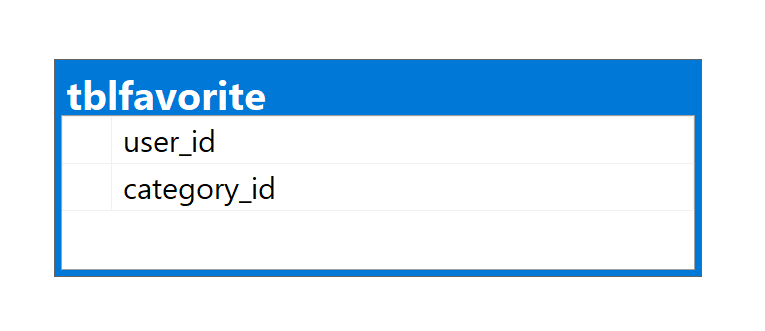 tblfavorite
user_id
category_id